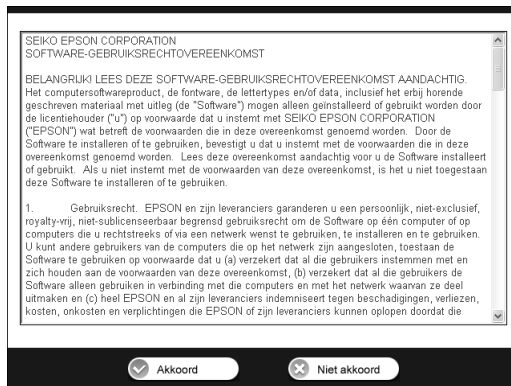 SEIKO EPSON CORPORATION
SOFTWARE-GEBRUIKSRECHTOVEREENKOMST
BELANGRIJK! LEES DEZE SOFTWARE-GEBRUIKSRECHTOVEREENKOMST AANDACHTIG.
Het computersoftwareproduct, de fontware, de lettertypes en/of data, inclusief het erbij horende
geschreven materiaal met uitleg (de "Software") mogen alleen geïnstalleerd of gebruikt worden door
de licentiehouder ("u") op voorwaarde dat u instemt met SEIKO EPSON CORPORATION
("EPSON") wat betreft de voorwaarden die in deze overeenkomst genoemd worden. Door de
Software te installeren of te gebruiken, bevestigt u dat u instemt met de voorwaarden die in deze
overeenkomst genoemd worden. Lees deze overeenkomst aandachtig voor u de Software installeert
of gebruikt. Als u niet instemt met de voorwaarden van deze overeenkomst, is het u niet toegestaan
deze Software te installeren of te gebruiken.
1. Gebruiksrecht. EPSON en zijn leveranciers garanderen u een persoonlijk, niet-exclusief,
royalty-vrij, niet-sublicenseerbaar begrensd gebruiksrecht om de Software op één computer of op
computers die u rechtstreeks of via een netwerk wenst te gebruiken, te installeren en te gebruiken.
U kunt andere gebruikers van de computers die op het netwerk zijn aangesloten, toestaan de
Software te gebruiken op voorwaarde dat u (a) verzekert dat al die gebruikers instemmen met en
zich houden aan de voorwaarden van deze overeenkomst, (b) verzekert dat al die gebruikers de
Software alleen gebruiken in verbinding met die computers en met het netwerk waarvan ze deel
uitmaken en (c) heel EPSON en al zijn leveranciers indemniseert tegen beschadigingen, verliezen,
kosten, onkosten en verplichtingen die EPSON of zijn leveranciers kunnen oplopen doordat die
Akkoord
Niet akkoord